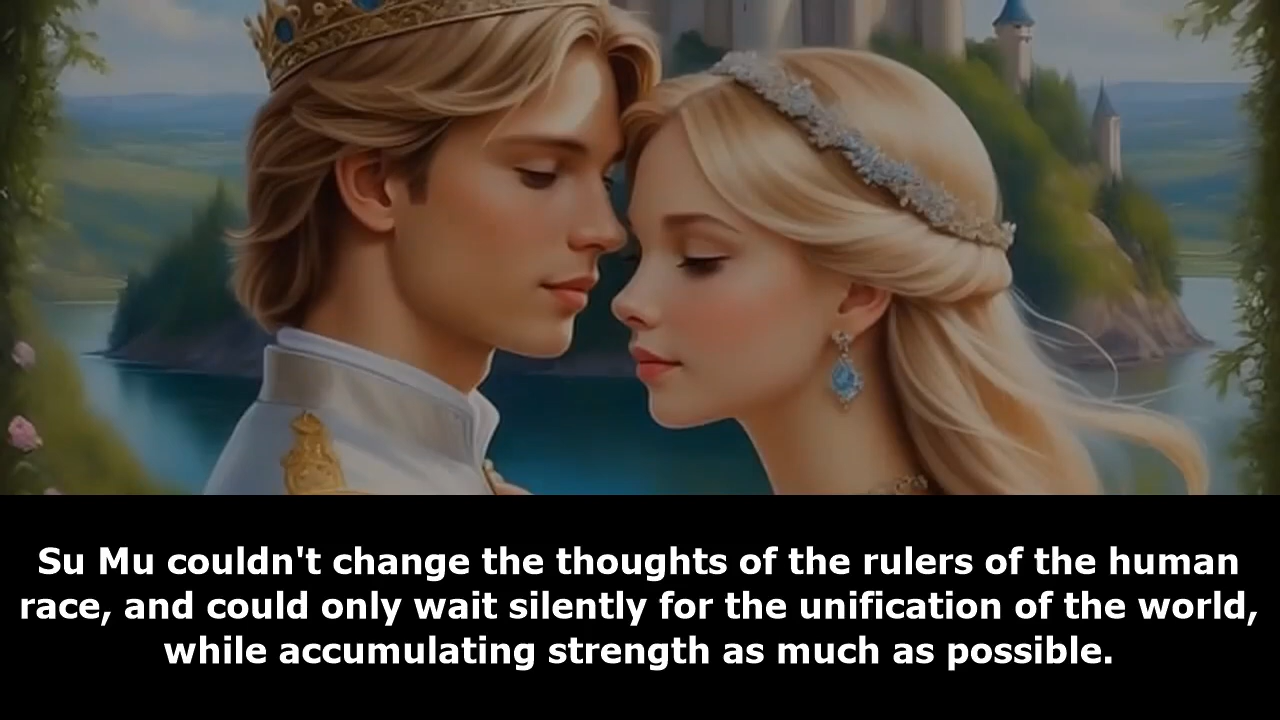 Su Mu couldn't change the thoughts of the rulers of the human
race, and could only wait silently for the unification of the world,
while accumulating strength as much as possible.